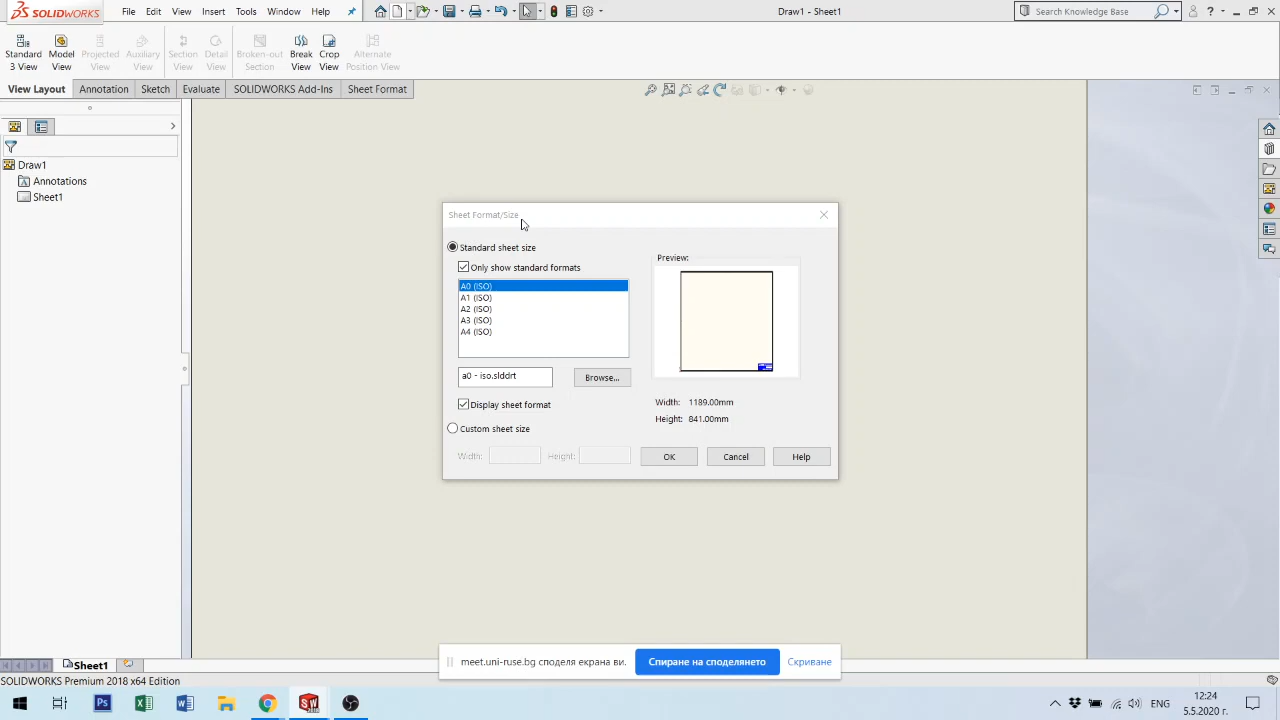 SOLIDWORKS File Edit View Insert Tools Window Help Draw1 - Sheet1 Search Knowledge Base ?
Standard 3 View
Model View
Projected View
Auxiliary View
Section View
Detail View
Broken-out Section
Break View
Crop View
Alternate Position View
View Layout Annotation Sketch Evaluate SOLIDWORKS Add-Ins Sheet Format
Draw1
Annotations
Sheet1
Sheet Format/Size
Standard sheet size
Only show standard formats
A0 (ISO)
A1 (ISO)
A2 (ISO)
A3 (ISO)
A4 (ISO)
a0 - iso.slddrt
Browse...
Display sheet format
Custom sheet size
Width: Height:
Preview:
Width: 1189.00mm
Height: 841.00mm
OK Cancel Help
meet.uni-ruse.bg споделя екрана ви. Спиране на споделянето Скриване
Sheet1
SOLIDWORKS Premium 2018 x64 Edition
ENG 12:24
5.5.2020 г.